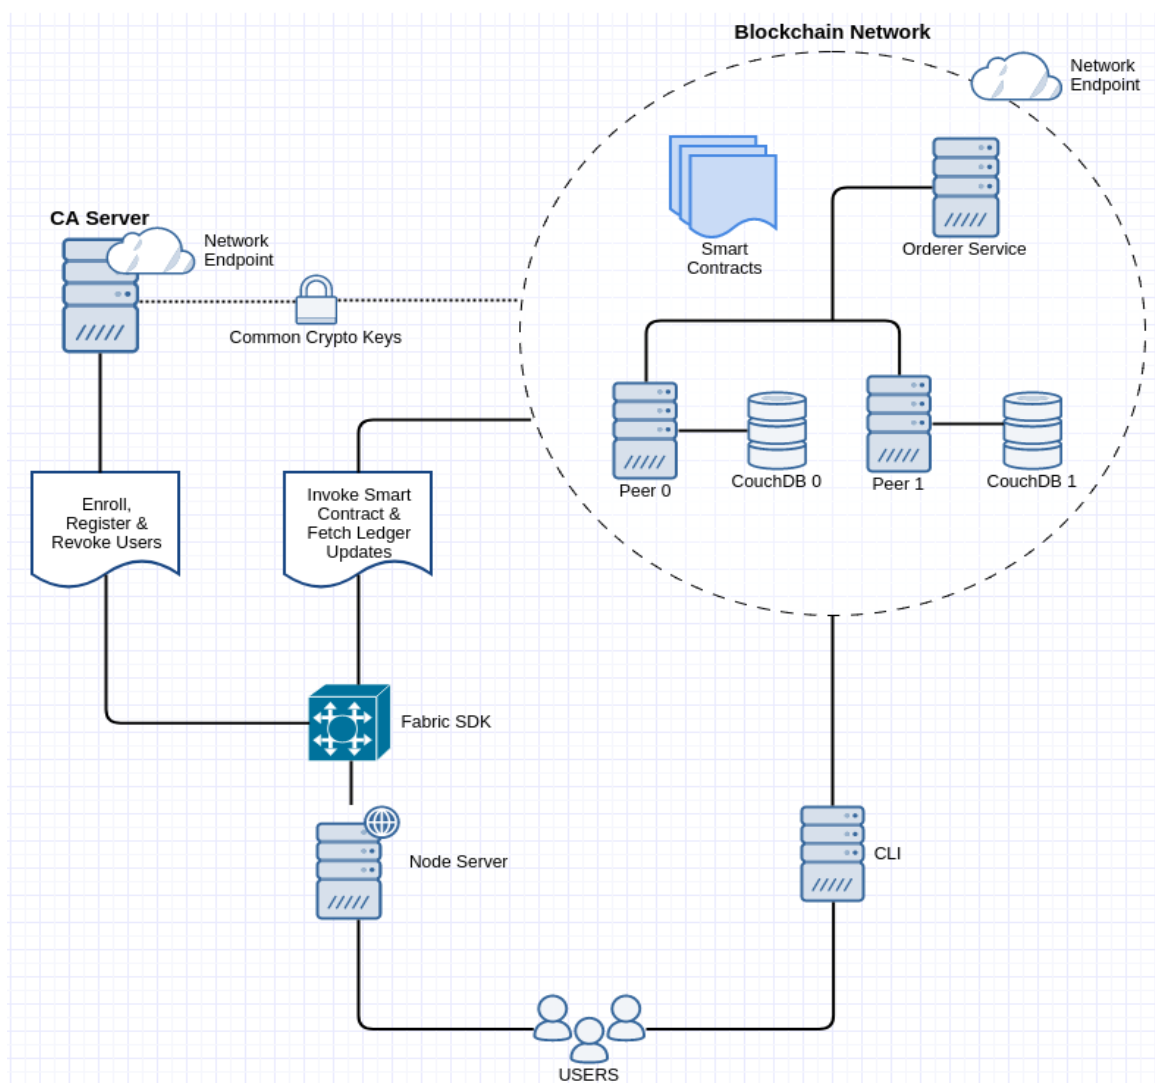 Blockchain Network
Network
Endpoint
Smart
Contracts
Orderer Service
CA Server
Network
Endpoint
Common Crypto Keys
Peer 0
CouchDB 0
Peer 1
CouchDB 1
Enroll,
Register &
Revoke Users
Invoke Smart
Contract &
Fetch Ledger
Updates
Fabric SDK
Node Server
CLI
USERS